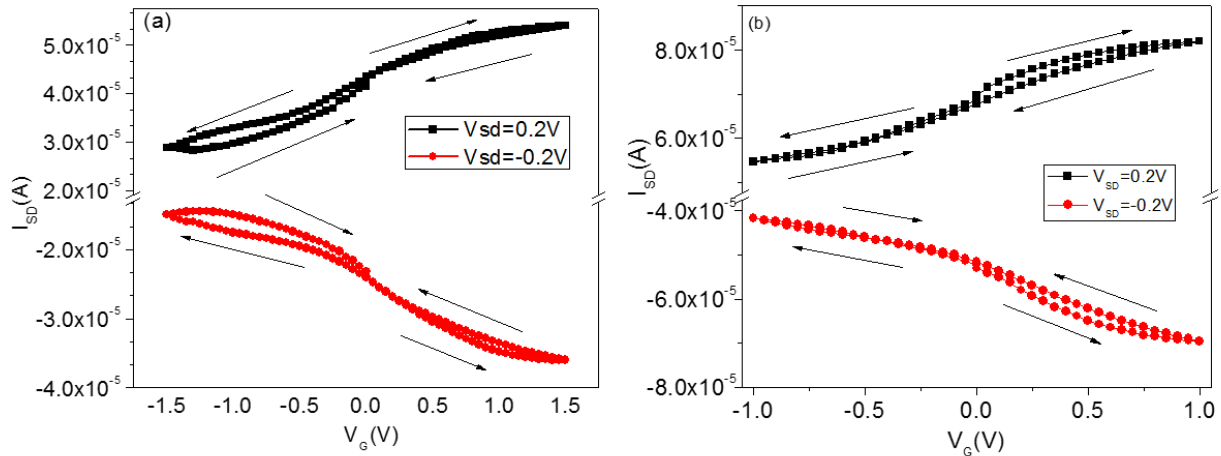 (a)
5.0x10⁻⁵
4.0x10⁻⁵
3.0x10⁻⁵
2.0x10⁻⁵
-2.0x10⁻⁵
-3.0x10⁻⁵
-4.0x10⁻⁵
I_SD(A)
Vsd=0.2V
Vsd=-0.2V
-1.5 -1.0 -0.5 0.0 0.5 1.0 1.5
V_G(V)
(b)
8.0x10⁻⁵
6.0x10⁻⁵
-4.0x10⁻⁵
-6.0x10⁻⁵
-8.0x10⁻⁵
I_SD(A)
V_SD=0.2V
V_SD=-0.2V
-1.0 -0.5 0.0 0.5 1.0
V_G(V)